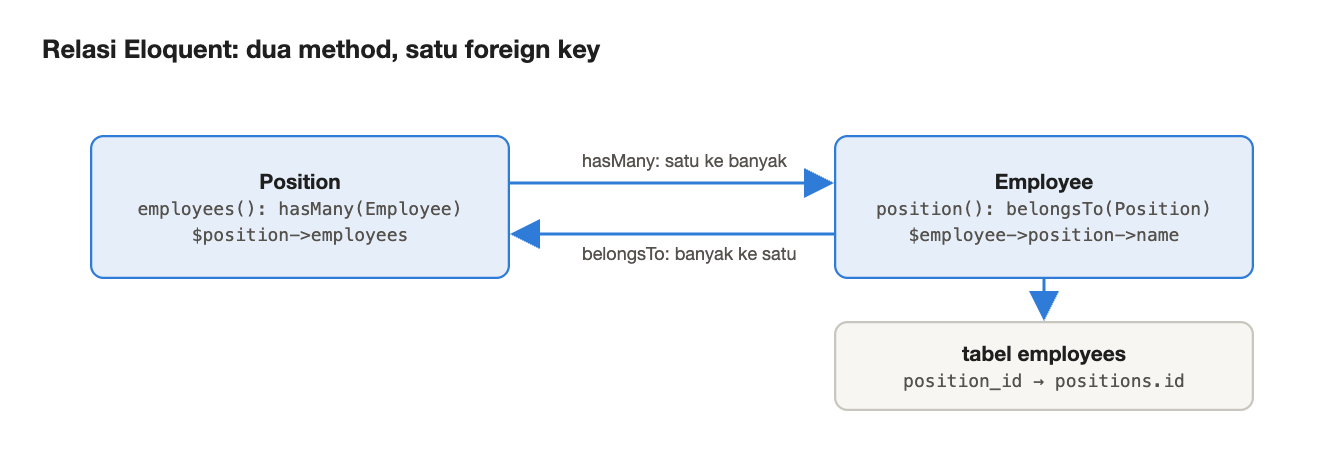 Relasi Eloquent: dua method, satu foreign key
Position
employees(): hasMany(Employee)
$position->employees
hasMany: satu ke banyak
belongsTo: banyak ke satu
Employee
position(): belongsTo(Position)
$employee->position->name
tabel employees
position_id → positions.id